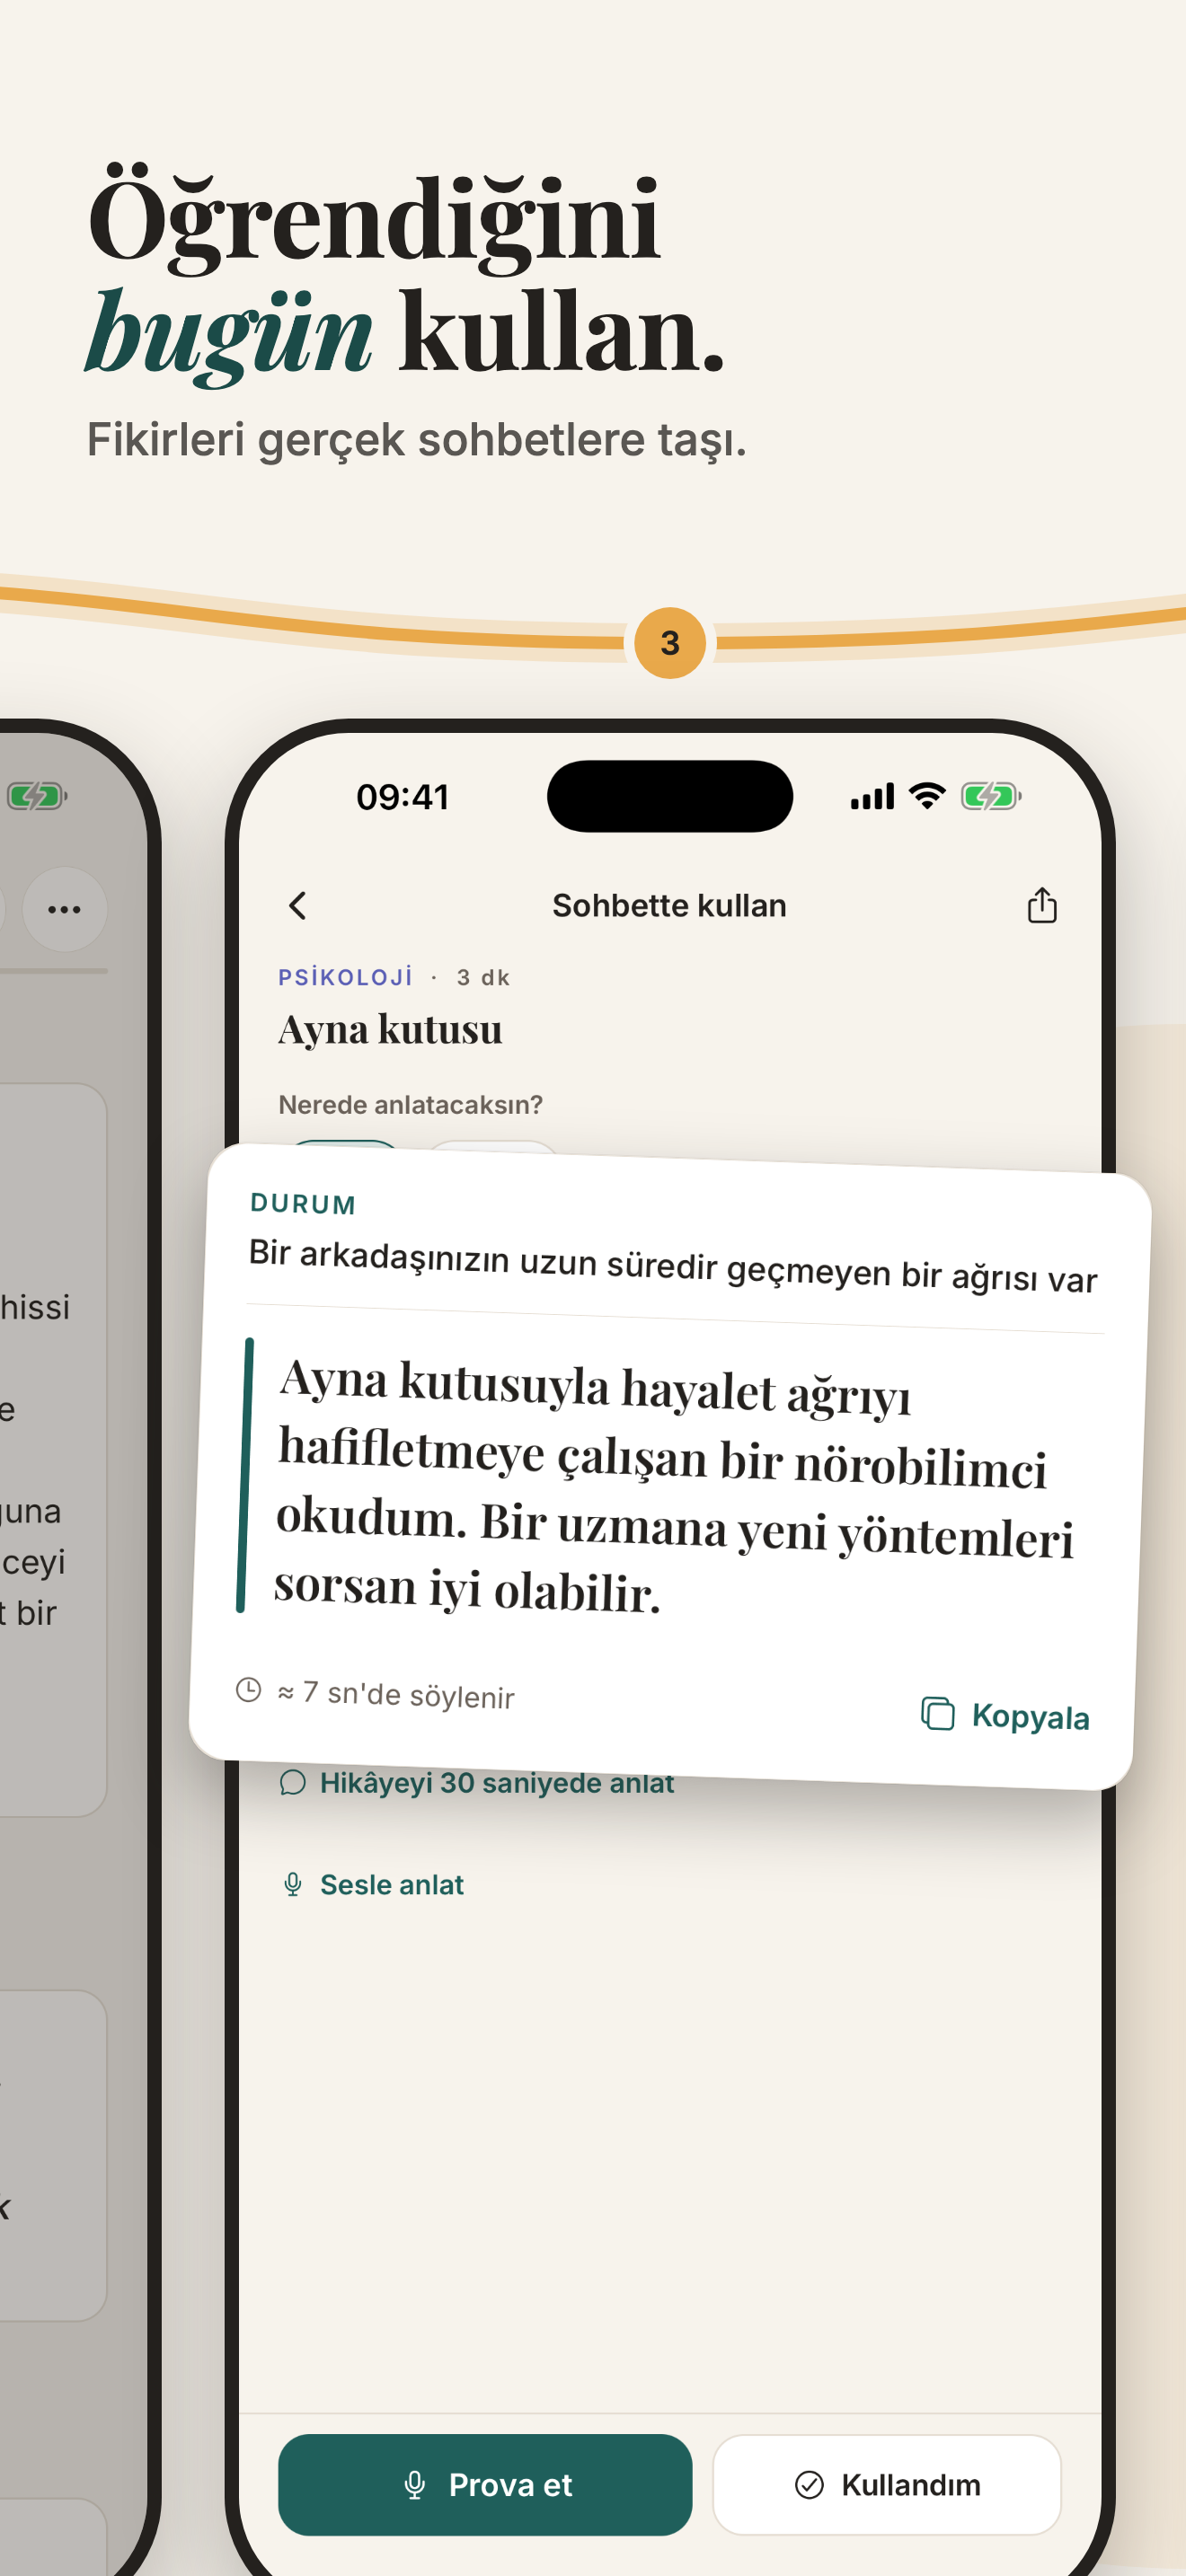 Öğrendiğini
bugün kullan.
Fikirleri gerçek sohbetlere taşı.
3
09:41
Sohbette kullan
PSİKOLOJİ · 3 dk
Ayna kutusu
Nerede anlatacaksın?
DURUM
Bir arkadaşınızın uzun süredir geçmeyen bir ağrısı var
Ayna kutusuyla hayalet ağrıyı
hafifletmeye çalışan bir nörobilimci
okudum. Bir uzmana yeni yöntemleri
sorsan iyi olabilir.
≈ 7 sn'de söylenir
Kopyala
Hikâyeyi 30 saniyede anlat
Sesle anlat
Prova et
Kullandım
hissi
e
ğuna
ceyi
t bir
k